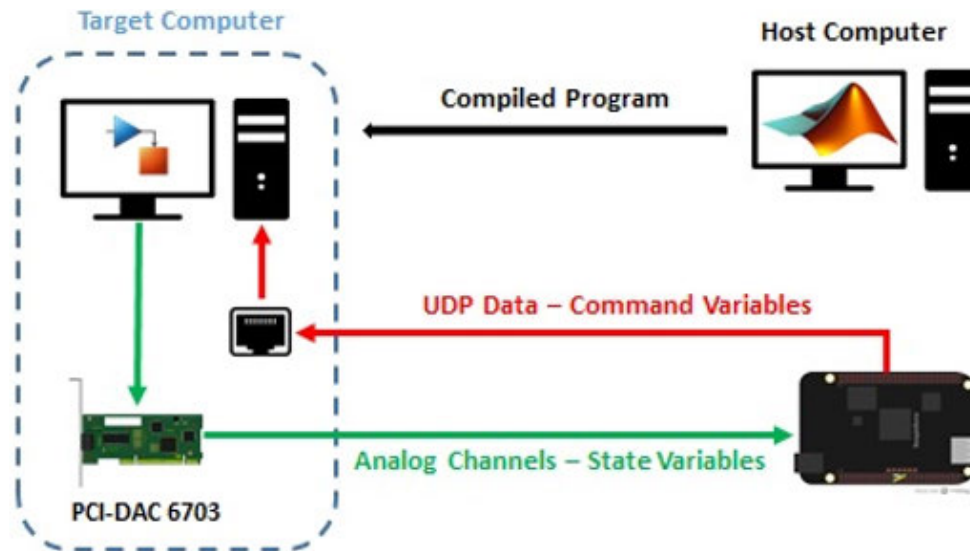 Target Computer
Host Computer
Compiled Program
UDP Data – Command Variables
Analog Channels – State Variables
PCI-DAC 6703